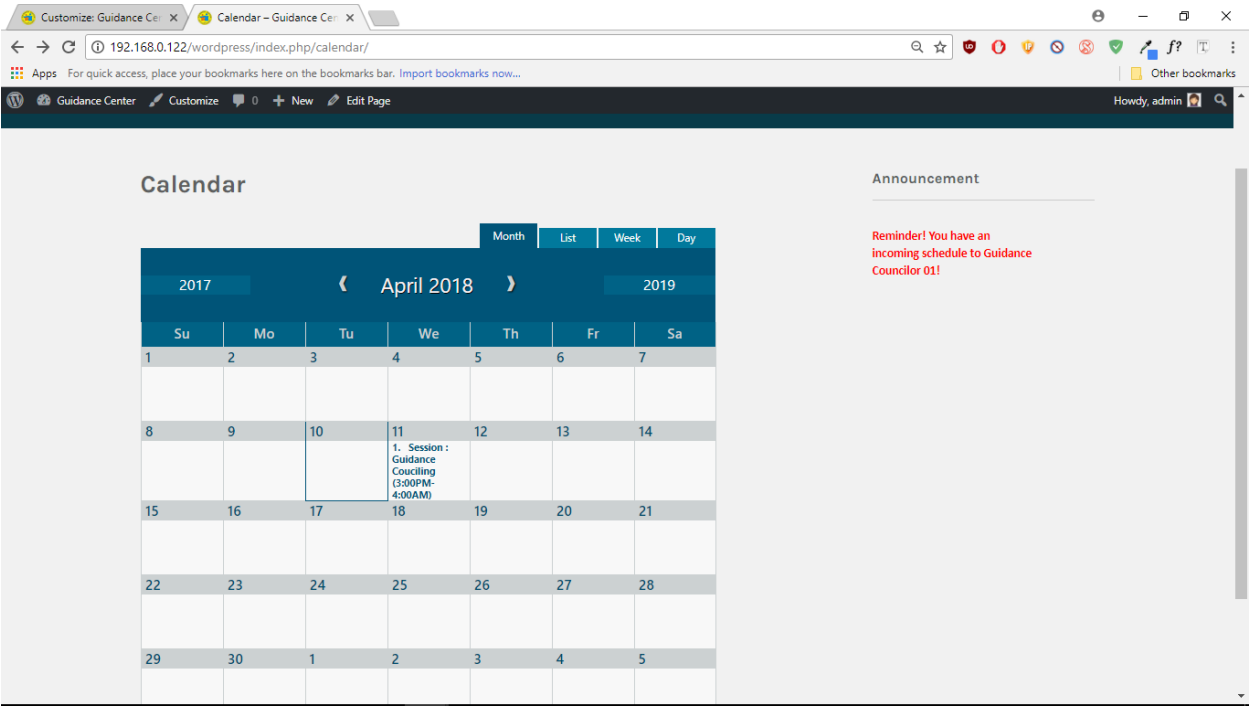 Customize: Guidance Cer
Calendar – Guidance Cen
192.168.0.122/wordpress/index.php/calendar/
f?
Apps For quick access, place your bookmarks here on the bookmarks bar. Import bookmarks now...
Other bookmarks
Guidance Center Customize 0 + New Edit Page
Howdy, admin
Calendar
Announcement
Reminder! You have an
incoming schedule to Guidance
Councilor 01!
Month List Week Day
2017 April 2018 2019
Su Mo Tu We Th Fr Sa
1 2 3 4 5 6 7
8 9 10 11 12 13 14
1. Session :
Guidance
Couciling
(3:00PM-
4:00AM)
15 16 17 18 19 20 21
22 23 24 25 26 27 28
29 30 1 2 3 4 5